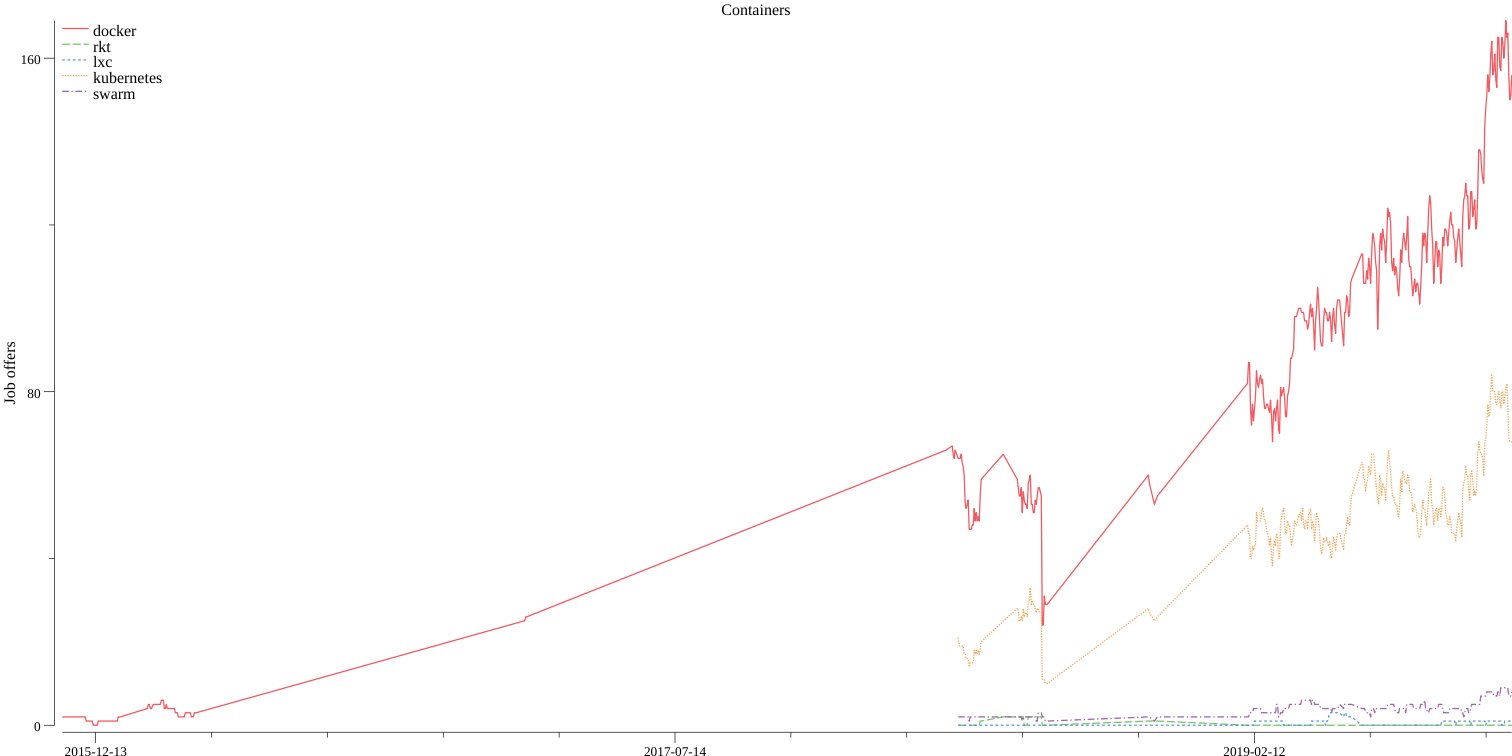 Containers
docker
rkt
lxc
kubernetes
swarm
160
80
0
Job offers
2015-12-13
2017-07-14
2019-02-12